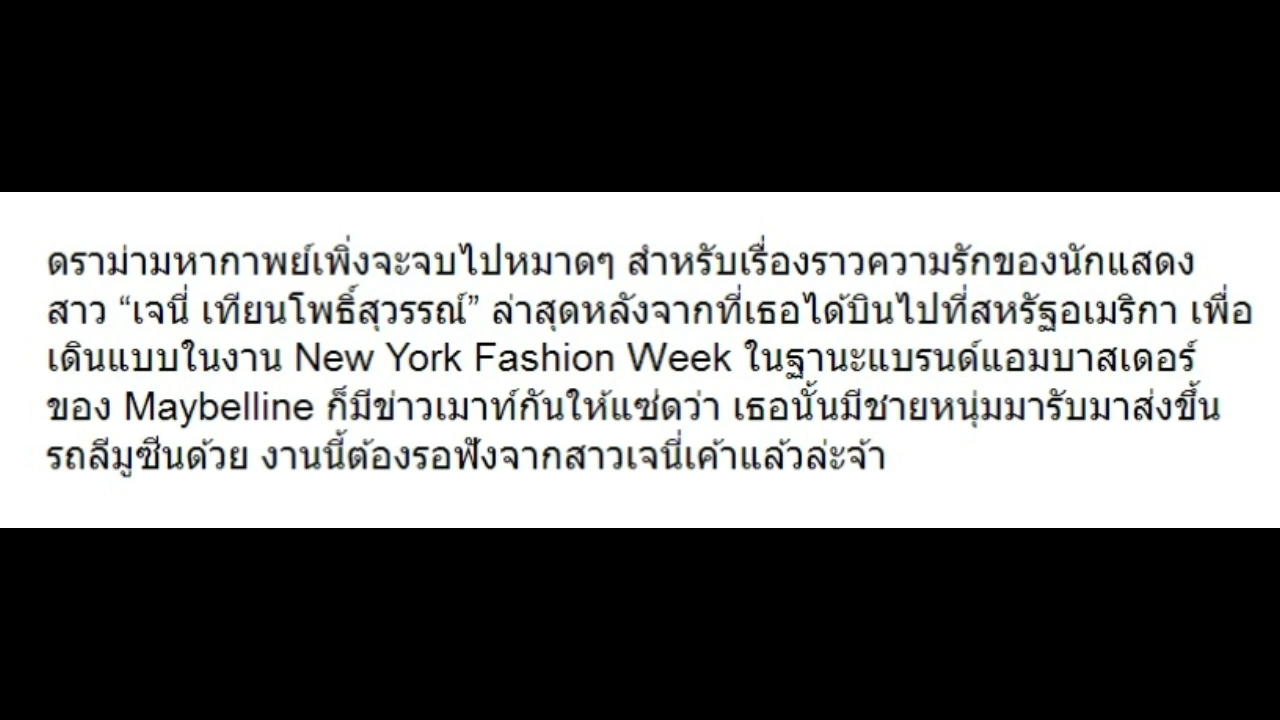 ดราม่ามหากาพย์เพิ่งจะจบไปหมาดๆ สำหรับเรื่องราวความรักของนักแสดง
สาว “เจนี่ เทียนโพธิ์สุวรรณ์” ล่าสุดหลังจากที่เธอได้บินไปที่สหรัฐอเมริกา เพื่อ
เดินแบบในงาน New York Fashion Week ในฐานะแบรนด์แอมบาสเดอร์
ของ Maybelline ก็มีข่าวเมาท์กันให้แซ่ดว่า เธอนั้นมีชายหนุ่มมารับมาส่งขึ้น
รถลีมูซีนด้วย งานนี้ต้องรอฟังจากสาวเจนี่เค้าแล้วล่ะจ้า